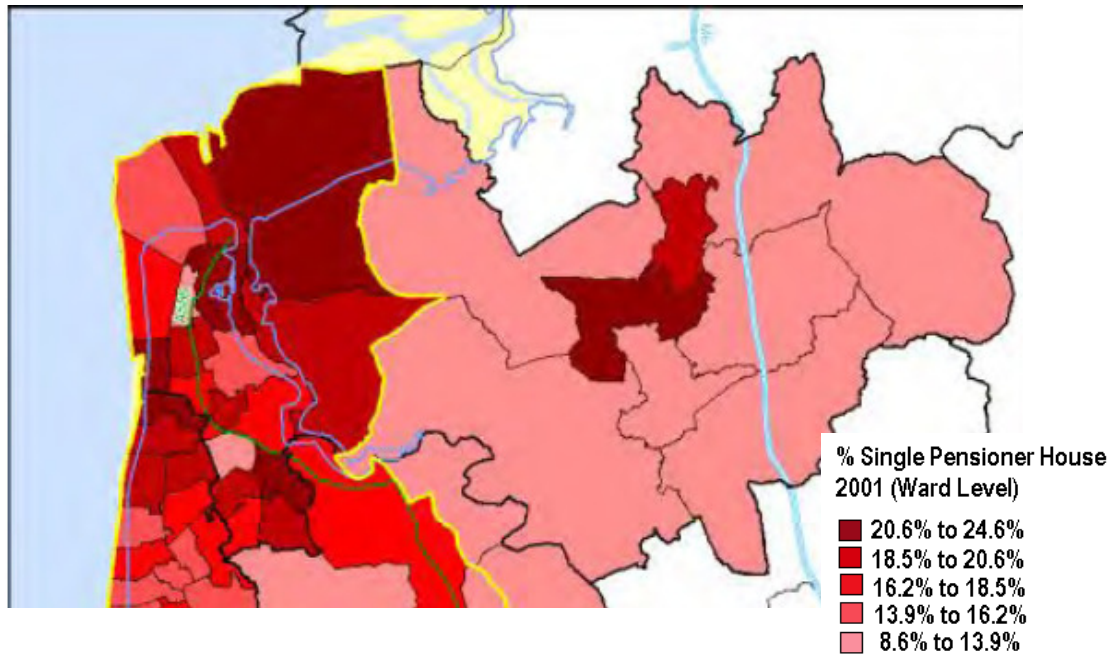 M6
% Single Pensioner House
2001 (Ward Level)
20.6% to 24.6%
18.5% to 20.6%
16.2% to 18.5%
13.9% to 16.2%
8.6% to 13.9%